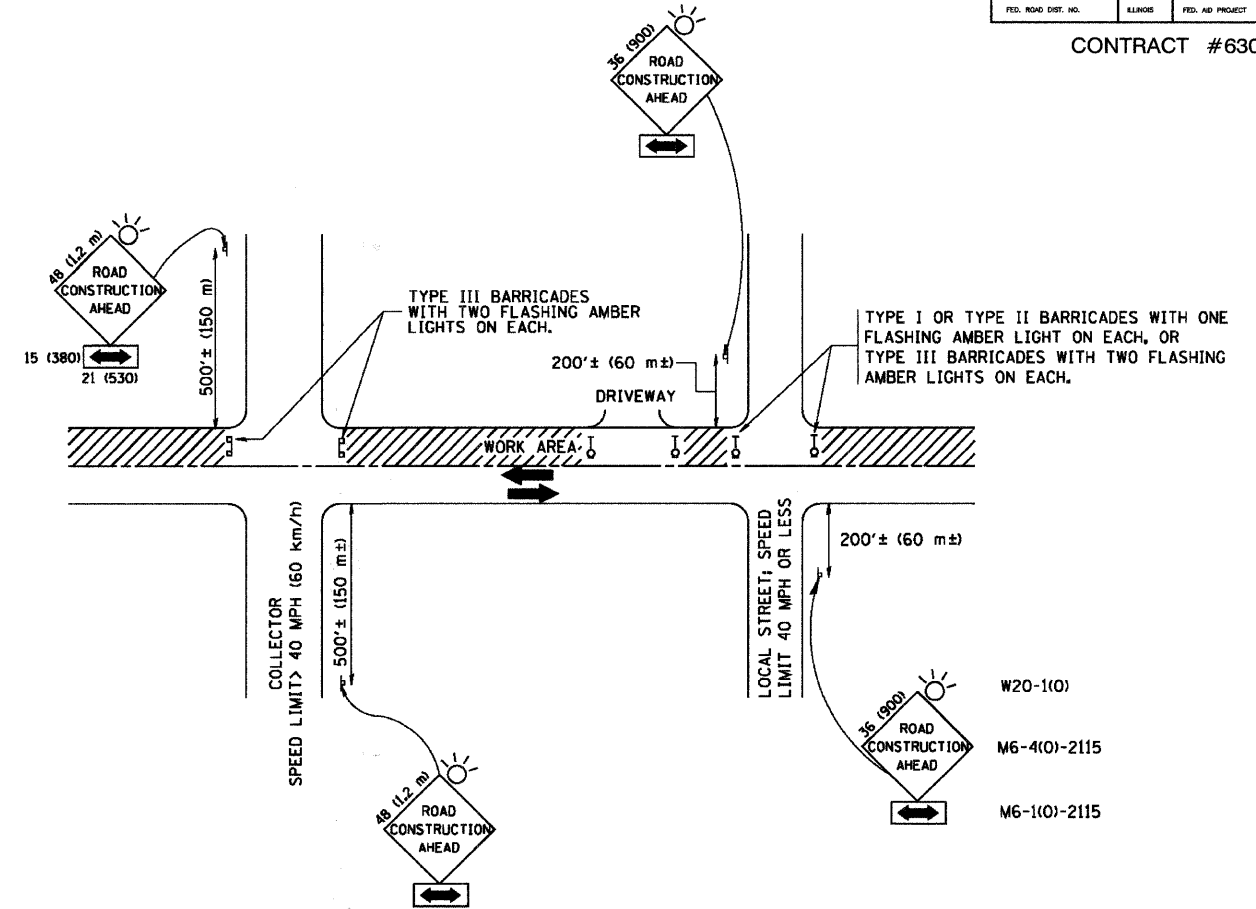 FED. ROAD DIST. NO.
ILLINOIS
FED. AID PROJECT
CONTRACT #630
36 (900)
ROAD
CONSTRUCTION
AHEAD
48 (1.2 m)
ROAD
CONSTRUCTION
AHEAD
15 (380)
21 (530)
500'± (150 m)
TYPE III BARRICADES
WITH TWO FLASHING AMBER
LIGHTS ON EACH.
200'± (60 m±)
DRIVEWAY
TYPE I OR TYPE II BARRICADES WITH ONE
FLASHING AMBER LIGHT ON EACH, OR
TYPE III BARRICADES WITH TWO FLASHING
AMBER LIGHTS ON EACH.
WORK AREA
COLLECTOR
SPEED LIMIT> 40 MPH (60 km/h)
500'± (150 m±)
LOCAL STREET; SPEED
LIMIT 40 MPH OR LESS
200'± (60 m±)
48 (1.2 m)
ROAD
CONSTRUCTION
AHEAD
36 (900)
ROAD
CONSTRUCTION
AHEAD
W20-1(O)
M6-4(O)-2115
M6-1(O)-2115